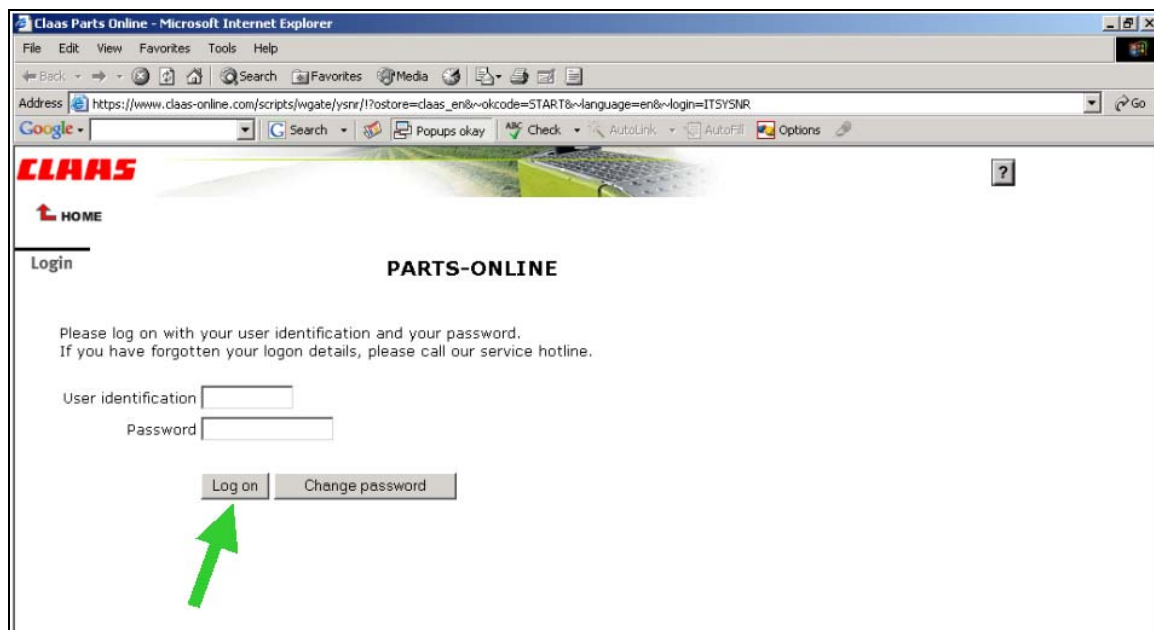 Claas Parts Online - Microsoft Internet Explorer
File Edit View Favorites Tools Help
Back Search Favorites Media
Address https://www.claas-online.com/scripts/wgate/ysnr/!?ostore=claas_en&~okcode=START&~language=en&~login=ITSYSNR Go
Google Search Popups okay ABC Check AutoLink AutoFill Options
CLAAS ?
HOME
Login
PARTS-ONLINE
Please log on with your user identification and your password.
If you have forgotten your logon details, please call our service hotline.
User identification
Password
Log on Change password